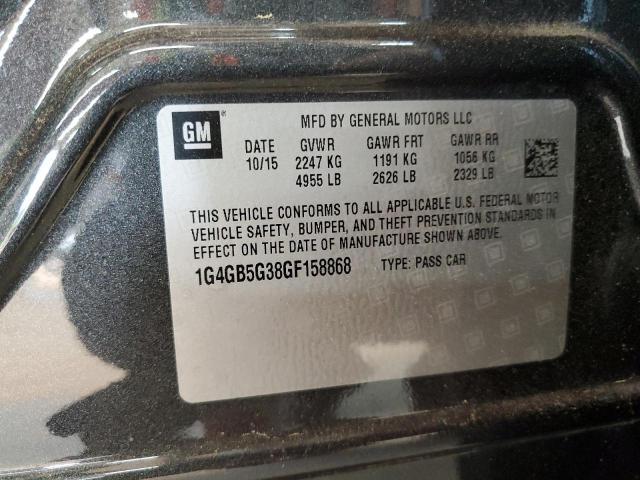 GM®
MFD BY GENERAL MOTORS LLC
DATE GVWR GAWR FRT GAWR RR
10/15 2247 KG 1191 KG 1056 KG
4955 LB 2626 LB 2329 LB
THIS VEHICLE CONFORMS TO ALL APPLICABLE U.S. FEDERAL MOTOR
VEHICLE SAFETY, BUMPER, AND THEFT PREVENTION STANDARDS IN
EFFECT ON THE DATE OF MANUFACTURE SHOWN ABOVE.
1G4GB5G38GF158868 TYPE: PASS CAR